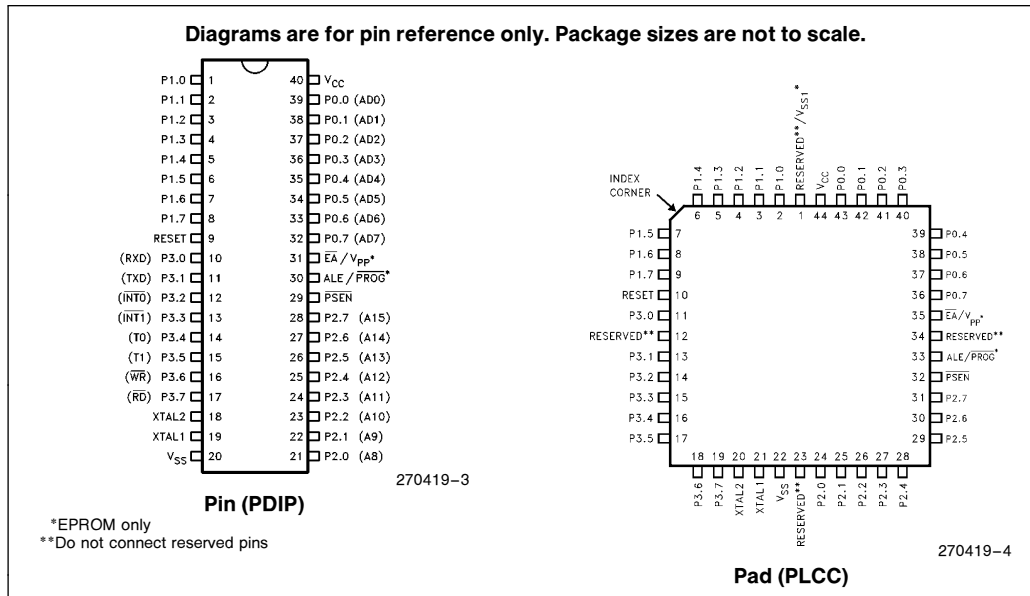 Diagrams are for pin reference only. Package sizes are not to scale.
P1.0 1 40 VCC
P1.1 2 39 P0.0 (AD0)
P1.2 3 38 P0.1 (AD1)
P1.3 4 37 P0.2 (AD2)
P1.4 5 36 P0.3 (AD3)
P1.5 6 35 P0.4 (AD4)
P1.6 7 34 P0.5 (AD5)
P1.7 8 33 P0.6 (AD6)
RESET 9 32 P0.7 (AD7)
(RXD) P3.0 10 31 EA/VPP*
(TXD) P3.1 11 30 ALE/PROG*
(INT0) P3.2 12 29 PSEN
(INT1) P3.3 13 28 P2.7 (A15)
(T0) P3.4 14 27 P2.6 (A14)
(T1) P3.5 15 26 P2.5 (A13)
(WR) P3.6 16 25 P2.4 (A12)
(RD) P3.7 17 24 P2.3 (A11)
XTAL2 18 23 P2.2 (A10)
XTAL1 19 22 P2.1 (A9)
VSS 20 21 P2.0 (A8)
270419-3
Pin (PDIP)
*EPROM only
**Do not connect reserved pins
INDEX
CORNER
P1.4 P1.3 P1.2 P1.1 P1.0 RESERVED**/VSS1* VCC P0.0 P0.1 P0.2 P0.3
6 5 4 3 2 1 44 43 42 41 40
P1.5 7 39 P0.4
P1.6 8 38 P0.5
P1.7 9 37 P0.6
RESET 10 36 P0.7
P3.0 11 35 EA/VPP*
RESERVED** 12 34 RESERVED**
P3.1 13 33 ALE/PROG*
P3.2 14 32 PSEN
P3.3 15 31 P2.7
P3.4 16 30 P2.6
P3.5 17 29 P2.5
18 19 20 21 22 23 24 25 26 27 28
P3.6 P3.7 XTAL2 XTAL1 VSS RESERVED** P2.0 P2.1 P2.2 P2.3 P2.4
270419-4
Pad (PLCC)